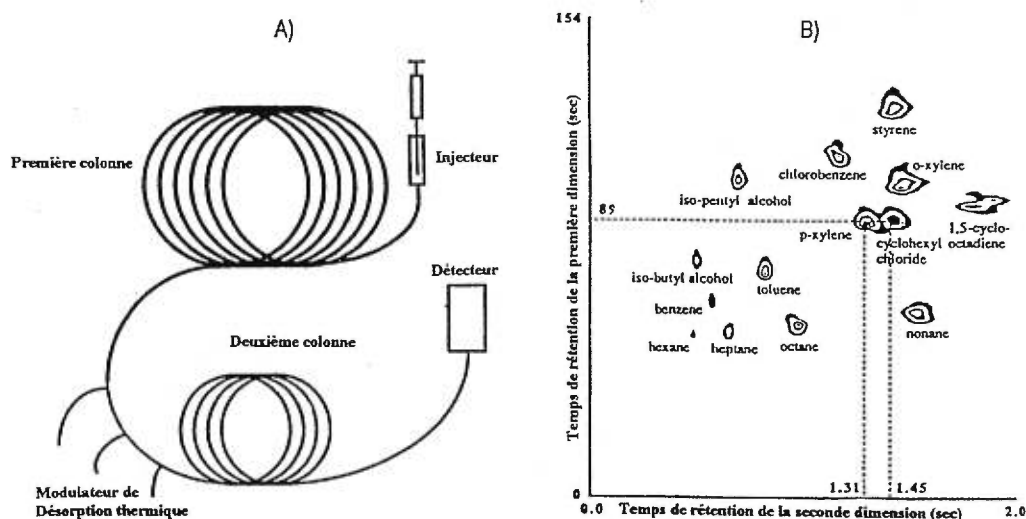 A)
Première colonne
Injecteur
Détecteur
Deuxième colonne
Modulateur de
Désorption thermique
B)
154
Temps de rétention de la première dimension (sec)
styrene
chlorobenzene
o-xylene
iso-pentyl alcohol
85
p-xylene
cyclohexyl
chloride
1,5-cyclo-
octadiene
iso-butyl alcohol
toluene
benzene
nonane
hexane
heptane
octane
1.31
1.45
0
0.0
Temps de rétention de la seconde dimension (sec)
2.0